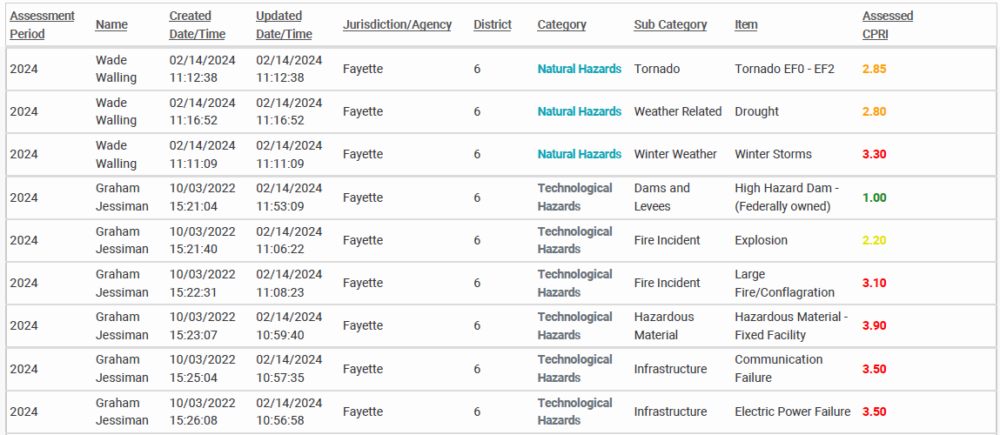 Assessment Period Name Created Date/Time Updated Date/Time Jurisdiction/Agency District Category Sub Category Item Assessed CPRI
2024 Wade Walling 02/14/2024 11:12:38 02/14/2024 11:12:38 Fayette 6 Natural Hazards Tornado Tornado EF0 - EF2 2.85
2024 Wade Walling 02/14/2024 11:16:52 02/14/2024 11:16:52 Fayette 6 Natural Hazards Weather Related Drought 2.80
2024 Wade Walling 02/14/2024 11:11:09 02/14/2024 11:11:09 Fayette 6 Natural Hazards Winter Weather Winter Storms 3.30
2024 Graham Jessiman 10/03/2022 15:21:04 02/14/2024 11:53:09 Fayette 6 Technological Hazards Dams and Levees High Hazard Dam - (Federally owned) 1.00
2024 Graham Jessiman 10/03/2022 15:21:40 02/14/2024 11:06:22 Fayette 6 Technological Hazards Fire Incident Explosion 2.20
2024 Graham Jessiman 10/03/2022 15:22:31 02/14/2024 11:08:23 Fayette 6 Technological Hazards Fire Incident Large Fire/Conflagration 3.10
2024 Graham Jessiman 10/03/2022 15:23:07 02/14/2024 10:59:40 Fayette 6 Technological Hazards Hazardous Material Hazardous Material - Fixed Facility 3.90
2024 Graham Jessiman 10/03/2022 15:25:04 02/14/2024 10:57:35 Fayette 6 Technological Hazards Infrastructure Communication Failure 3.50
2024 Graham Jessiman 10/03/2022 15:26:08 02/14/2024 10:56:58 Fayette 6 Technological Hazards Infrastructure Electric Power Failure 3.50